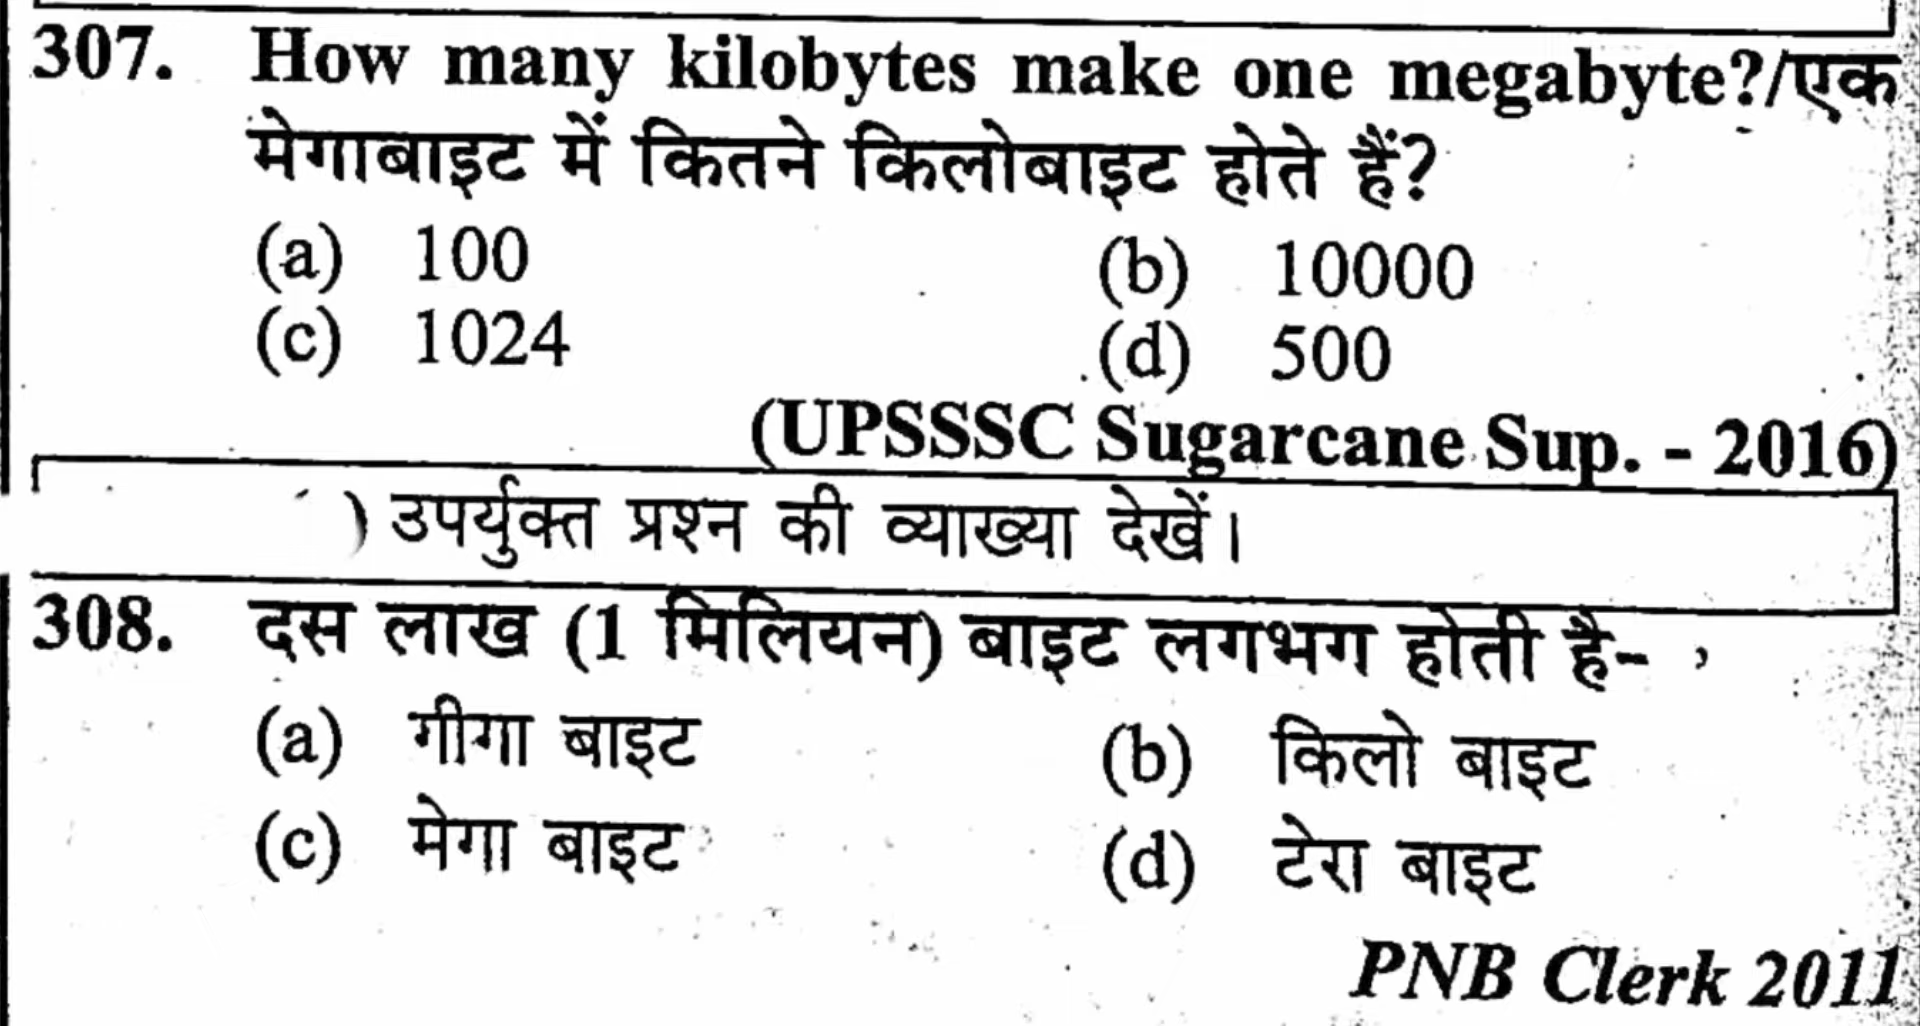 307. How many kilobytes make one megabyte?/एक
मेगाबाइट में कितने किलोबाइट होते हैं?
(a) 100 (b) 10000
(c) 1024 (d) 500
(UPSSSC Sugarcane Sup. - 2016)
) उपर्युक्त प्रश्न की व्याख्या देखें।
308. दस लाख (1 मिलियन) बाइट लगभग होती है-
(a) गीगा बाइट (b) किलो बाइट
(c) मेगा बाइट (d) टेरा बाइट
PNB Clerk 2011